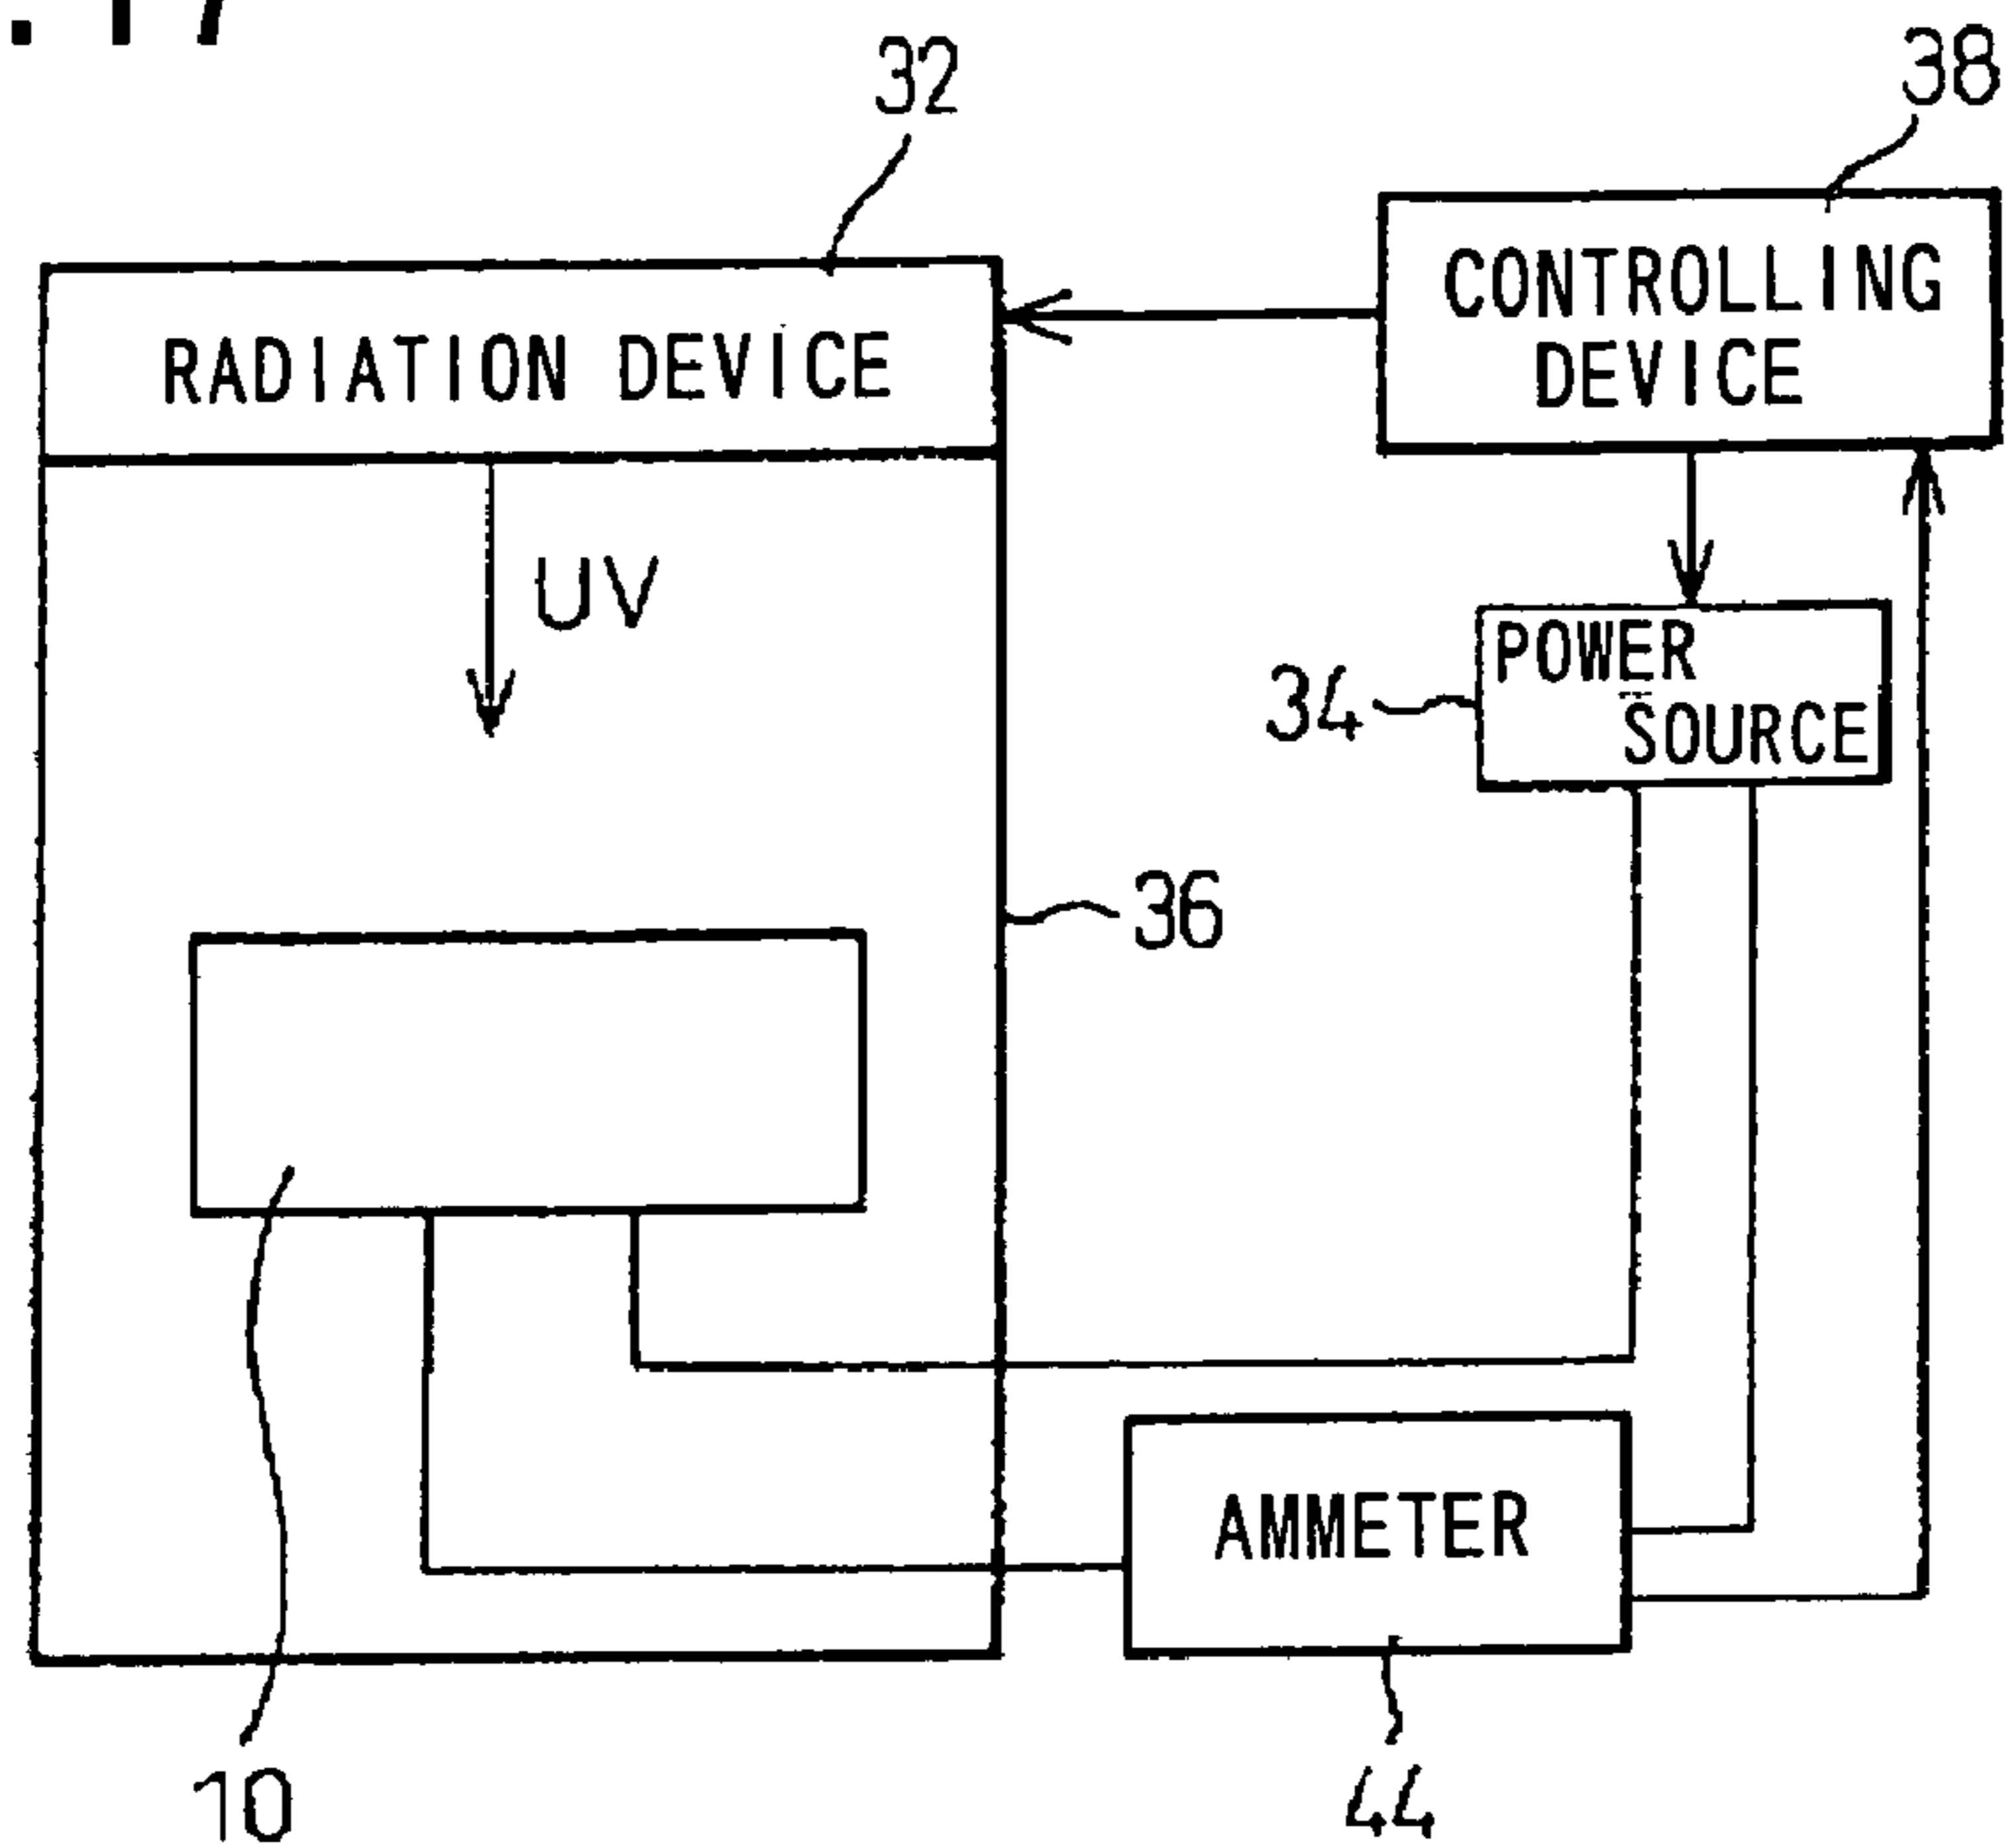 32
38
RADIATION DEVICE
CONTROLLING
DEVICE
UV
34
POWER
SOURCE
36
AMMETER
10
44